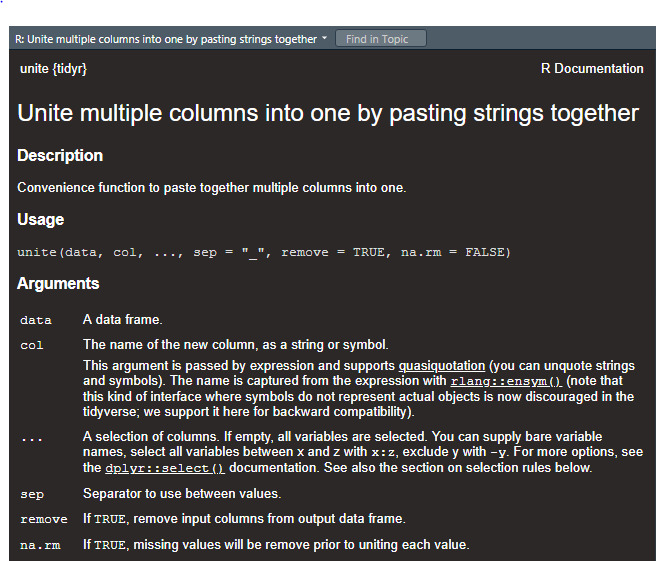 R: Unite multiple columns into one by pasting strings together
Find in Topic
unite {tidyr}
R Documentation
Unite multiple columns into one by pasting strings together
Description
Convenience function to paste together multiple columns into one.
Usage
unite(data, col, ..., sep = "_", remove = TRUE, na.rm = FALSE)
Arguments
data
A data frame.
col
The name of the new column, as a string or symbol.
This argument is passed by expression and supports quasiquotation (you can unquote strings
and symbols). The name is captured from the expression with rlang::ensym() (note that
this kind of interface where symbols do not represent actual objects is now discouraged in the
tidyverse; we support it here for backward compatibility).
...
A selection of columns. If empty, all variables are selected. You can supply bare variable
names, select all variables between x and z with x:z, exclude y with -y. For more options, see
the dplyr::select() documentation. See also the section on selection rules below.
sep
Separator to use between values.
remove
If TRUE, remove input columns from output data frame.
na.rm
If TRUE, missing values will be remove prior to uniting each value.